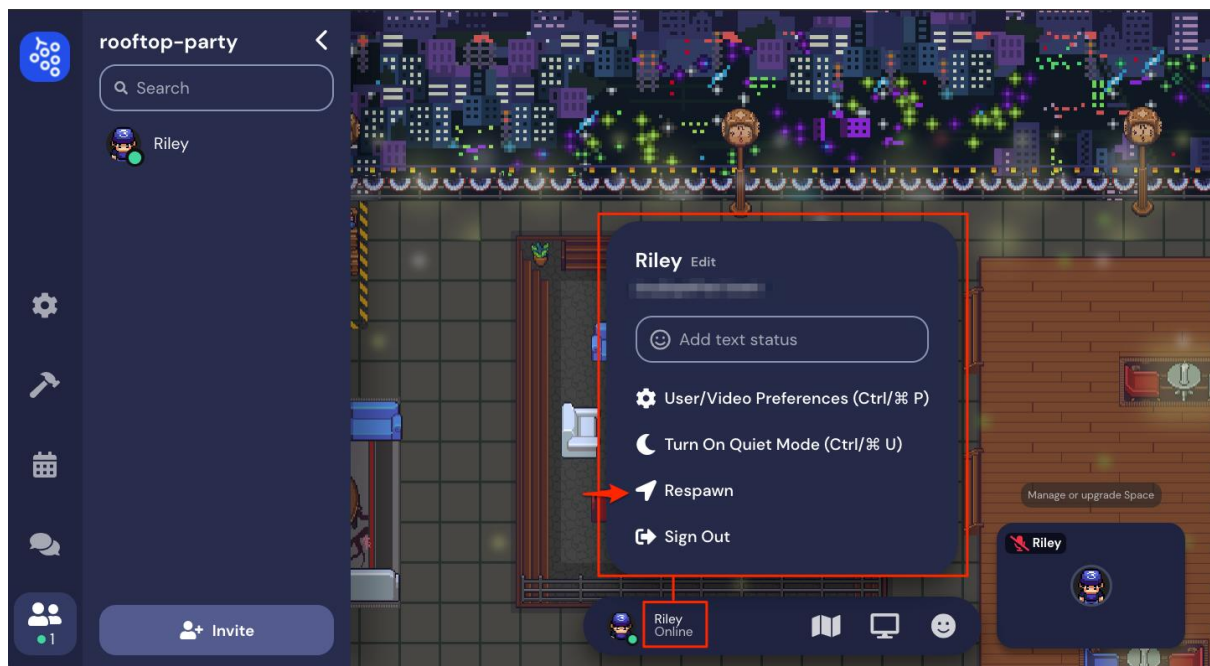 rooftop-party
Search
Riley
1
Invite
Riley Edit
Add text status
User/Video Preferences (Ctrl/⌘ P)
Turn On Quiet Mode (Ctrl/⌘ U)
Respawn
Sign Out
Riley
Online
Manage or upgrade Space
Riley